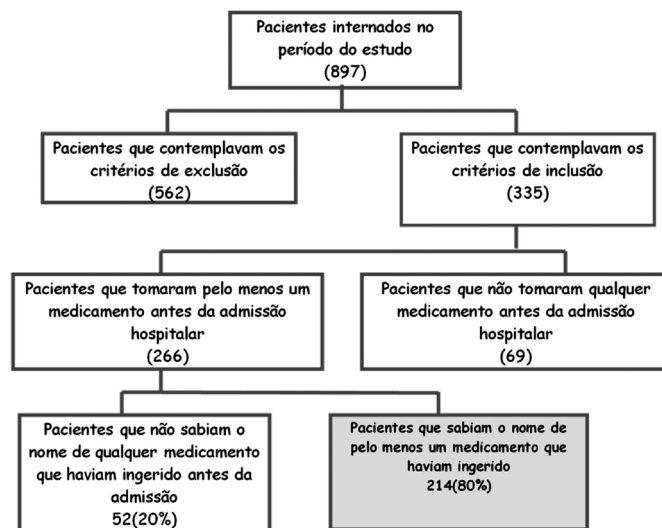 Pacientes internados no
período do estudo
(897)
Pacientes que contemplavam os
critérios de exclusão
(562)
Pacientes que contemplavam os
critérios de inclusão
(335)
Pacientes que tomaram pelo menos um
medicamento antes da admissão
hospitalar
(266)
Pacientes que não tomaram qualquer
medicamento antes da admissão
hospitalar
(69)
Pacientes que não sabiam o
nome de qualquer medicamento
que haviam ingerido antes da
admissão
52(20%)
Pacientes que sabiam o nome de
pelo menos um medicamento que
haviam ingerido
214(80%)